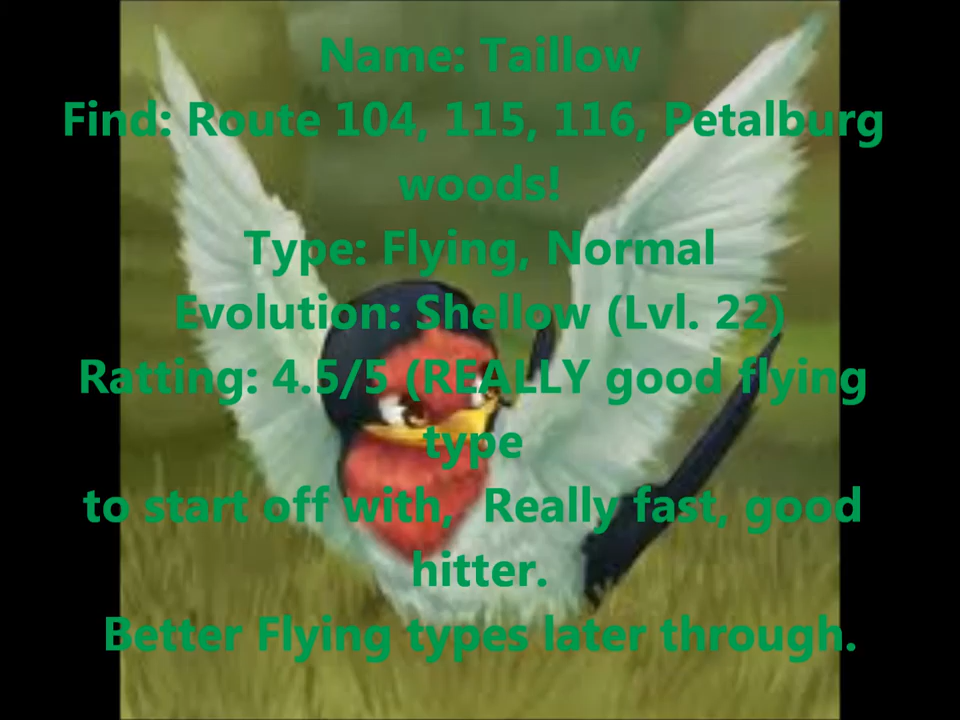 Name: Taillow
Find: Route 104, 115, 116, Petalburg
woods!
Type: Flying, Normal
Evolution: Shellow (Lvl. 22)
Ratting: 4.5/5 (REALLY good flying
type
to start off with, Really fast, good
hitter.
Better Flying types later through.